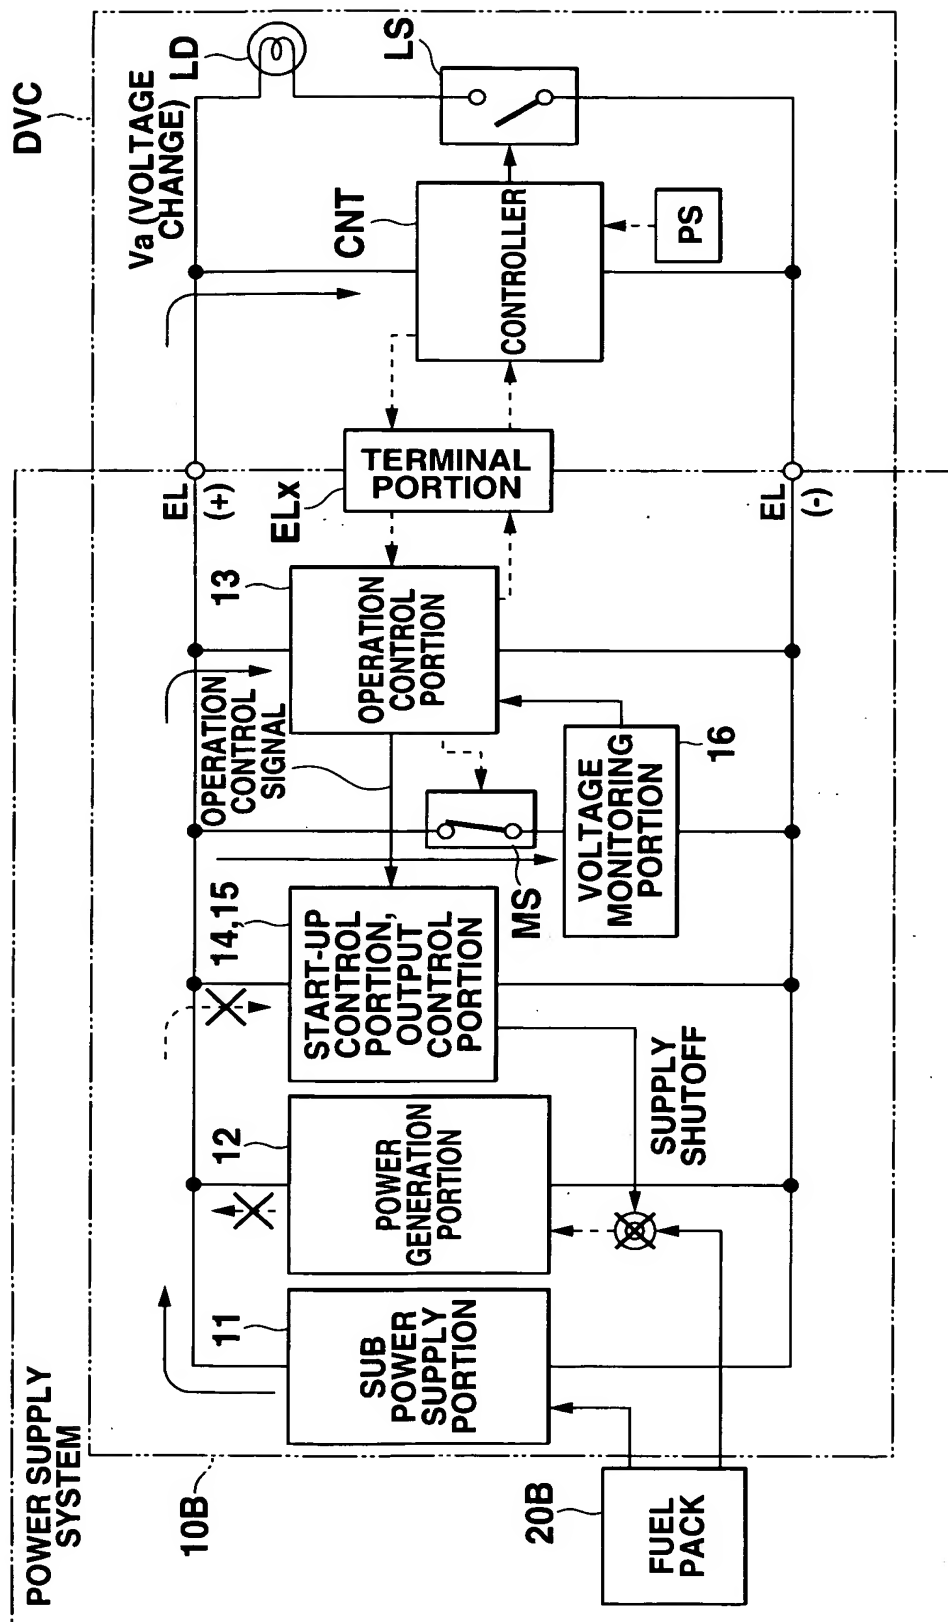 POWER SUPPLY
SYSTEM
DVC
10B
20B
FUEL
PACK
11
SUB
POWER
SUPPLY
PORTION
12
POWER
GENERATION
PORTION
SUPPLY
SHUTOFF
14,15
START-UP
CONTROL
PORTION,
OUTPUT
CONTROL
PORTION
OPERATION
CONTROL
SIGNAL
MS
VOLTAGE
MONITORING
PORTION
16
13
OPERATION
CONTROL
PORTION
EL
(+)
ELx
TERMINAL
PORTION
EL
(-)
Va (VOLTAGE
CHANGE)
CNT
CONTROLLER
PS
LD
LS